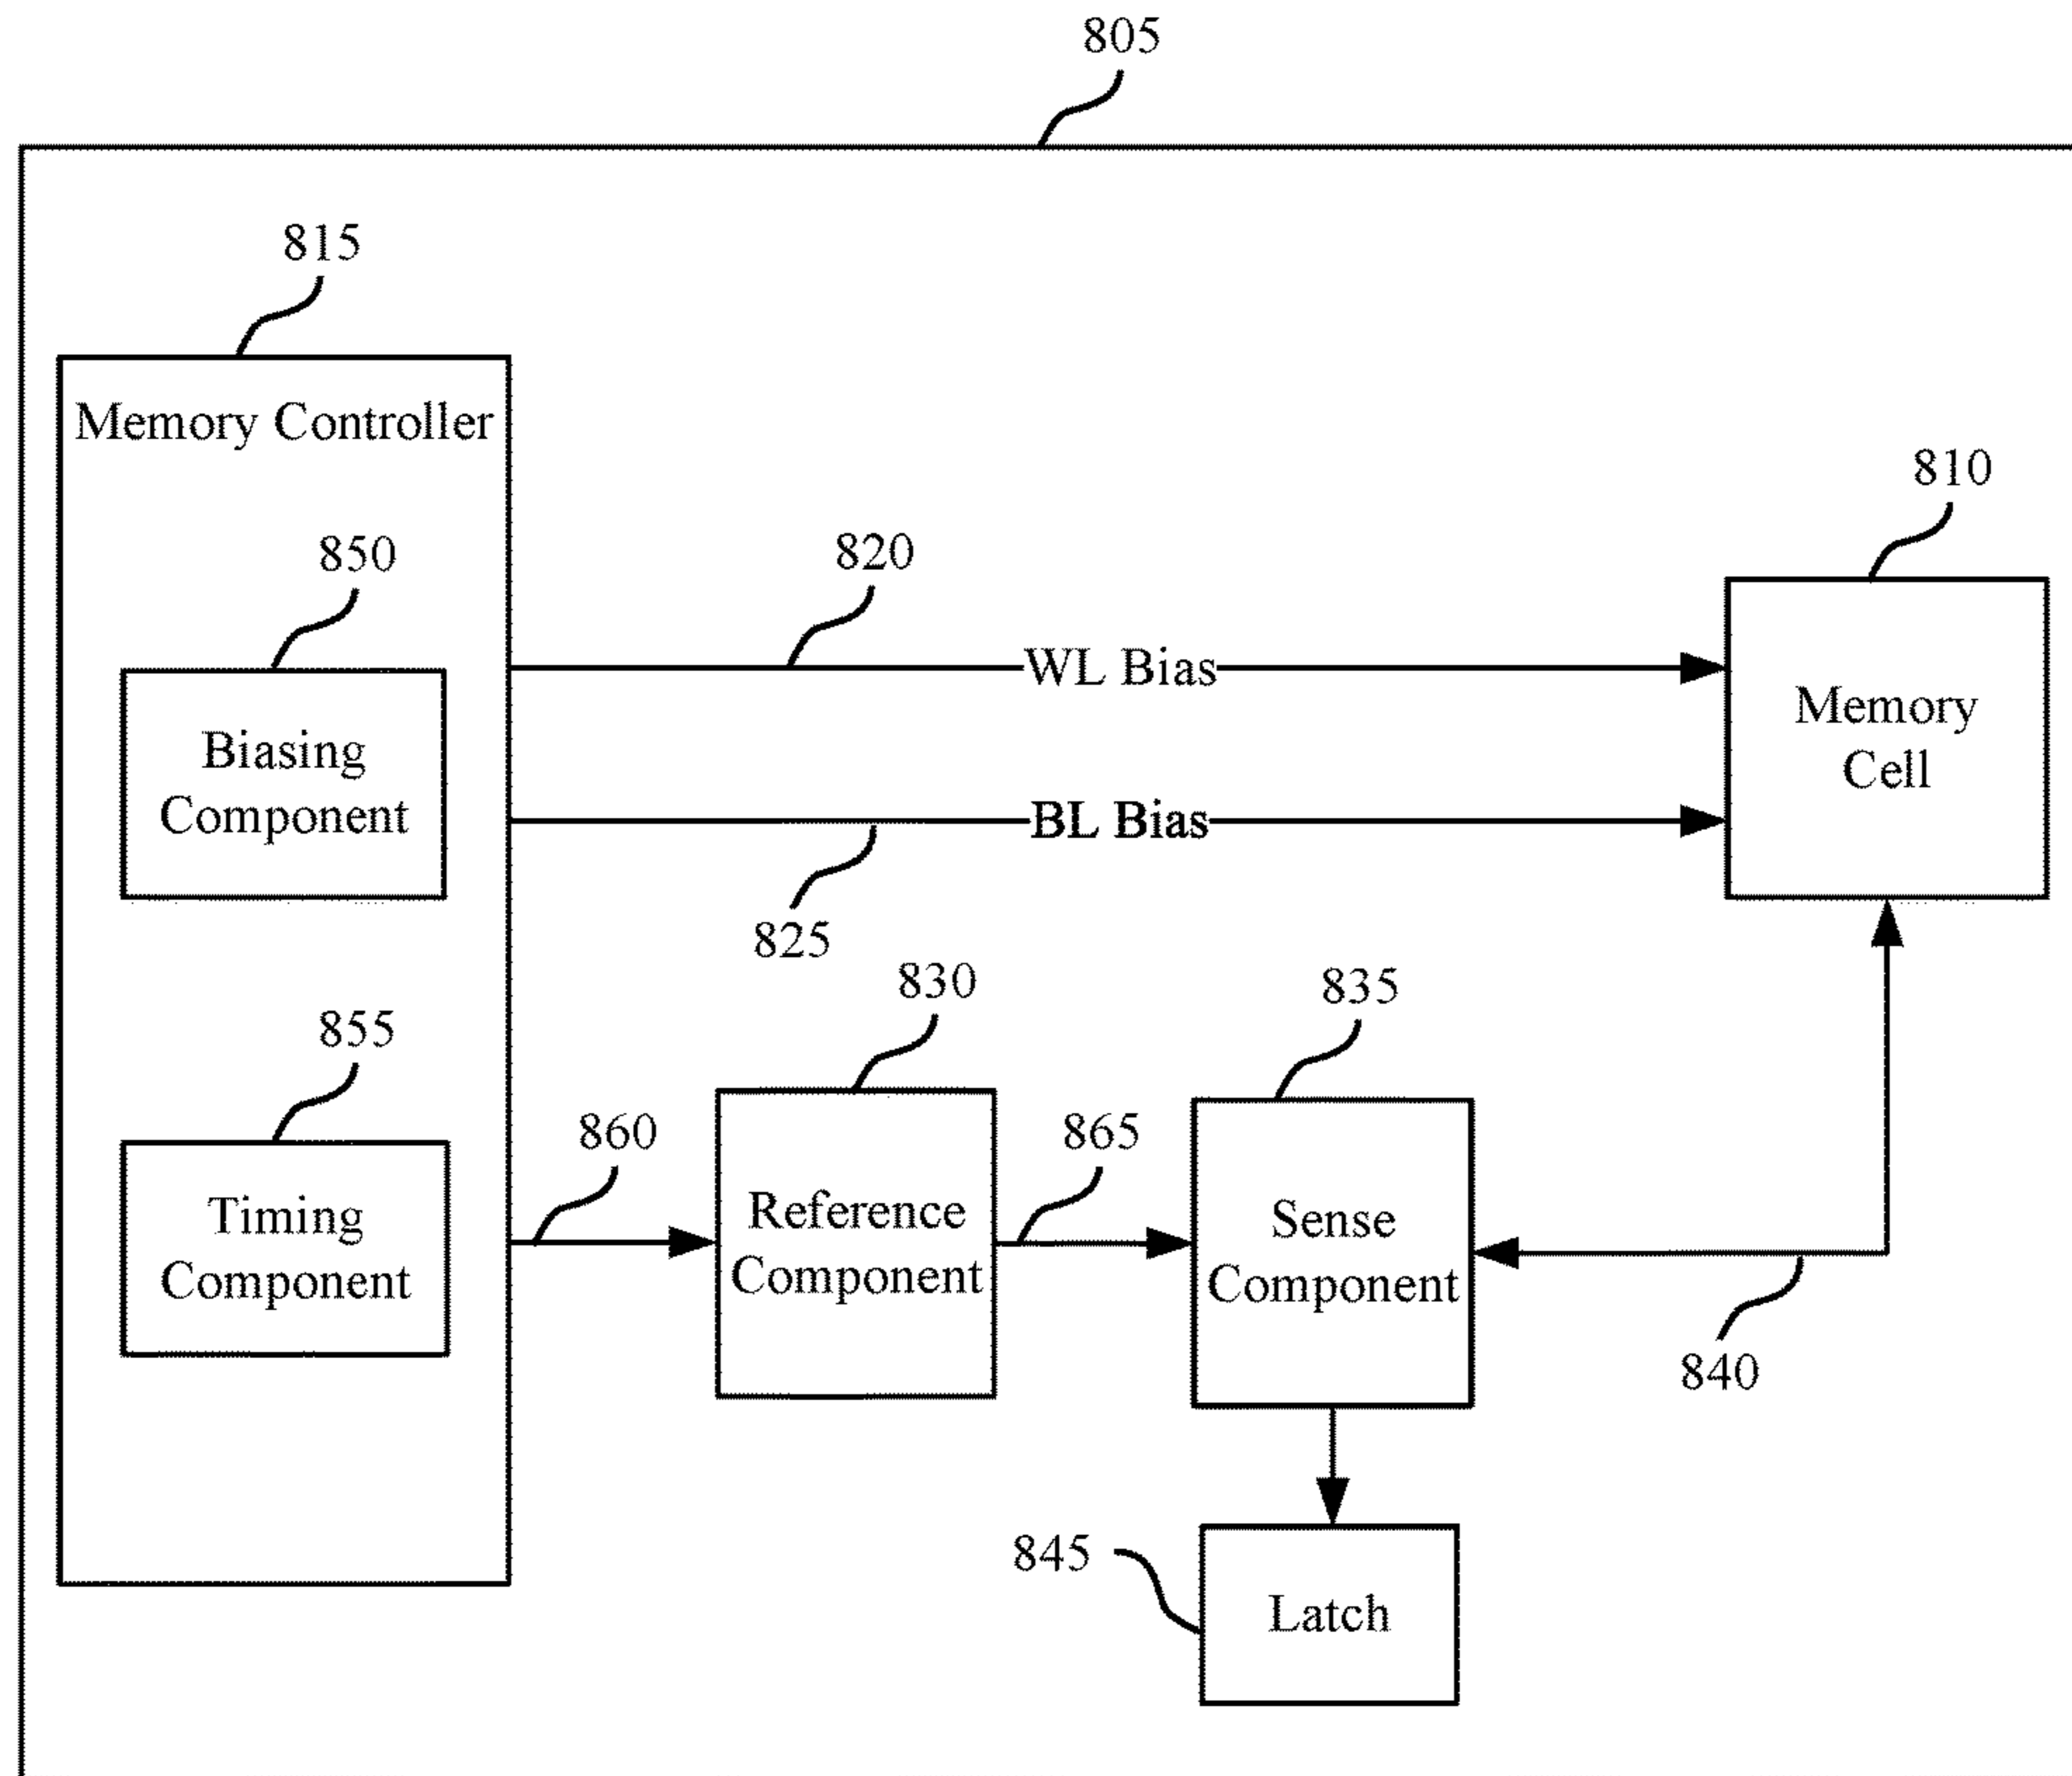 805
815
Memory Controller
810
850
820
WL Bias
Memory
Cell
Biasing
Component
BL Bias
825
830
835
855
860
865
Reference
Component
Sense
Component
Timing
Component
840
845
Latch